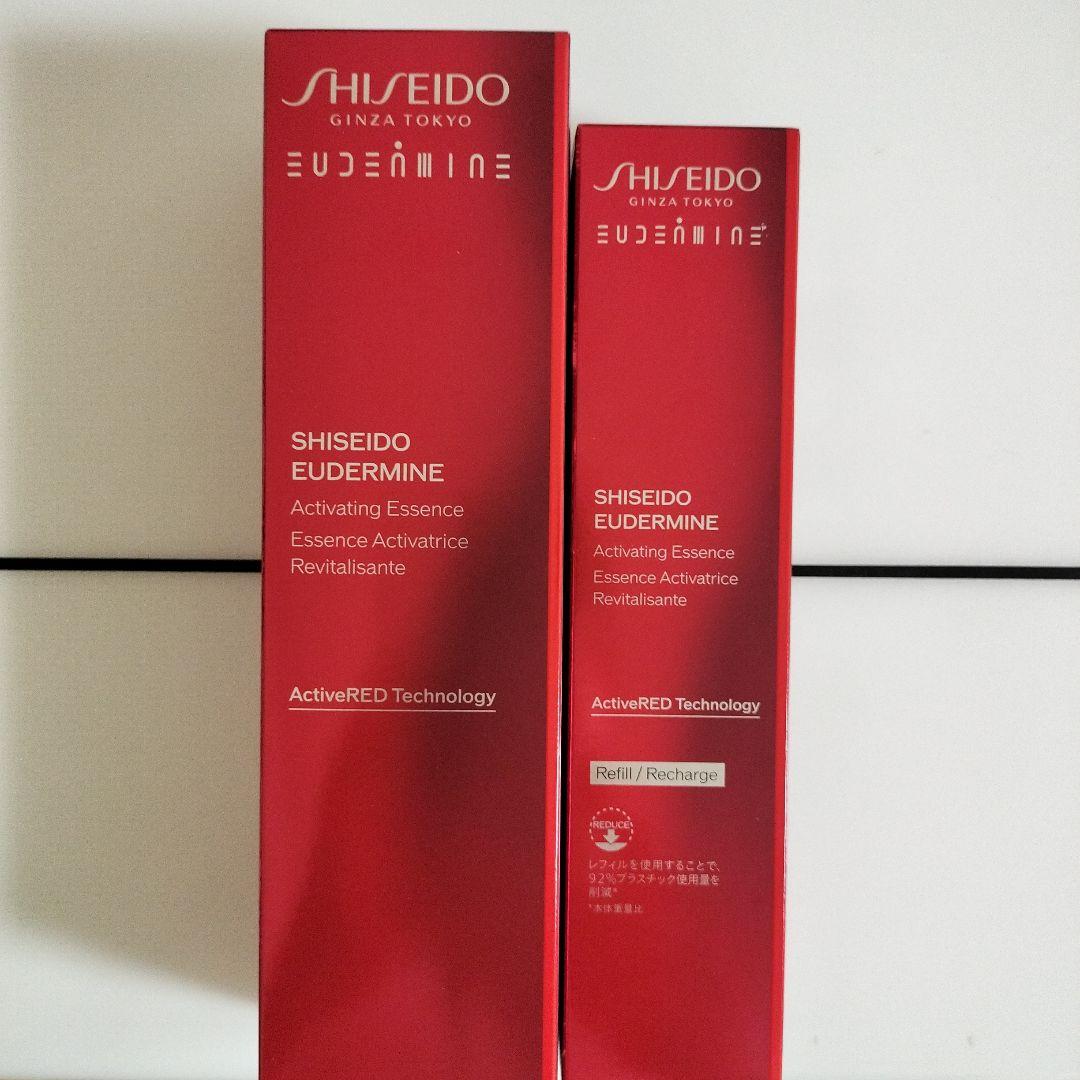 SHISEIDO
GINZA TOKYO
EUDERMINE
SHISEIDO
EUDERMINE
Activating Essence
Essence Activatrice
Revitalisante
ActiveRED Technology
SHISEIDO
GINZA TOKYO
EUDERMINE
SHISEIDO
EUDERMINE
Activating Essence
Essence Activatrice
Revitalisante
ActiveRED Technology
Refill / Recharge
REDUCE
レフィルを使用することで、
92%プラスチック使用量を
削減*
*本体重量比